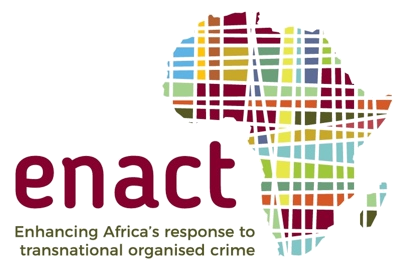 enact
Enhancing Africa's response to
transnational organised crime